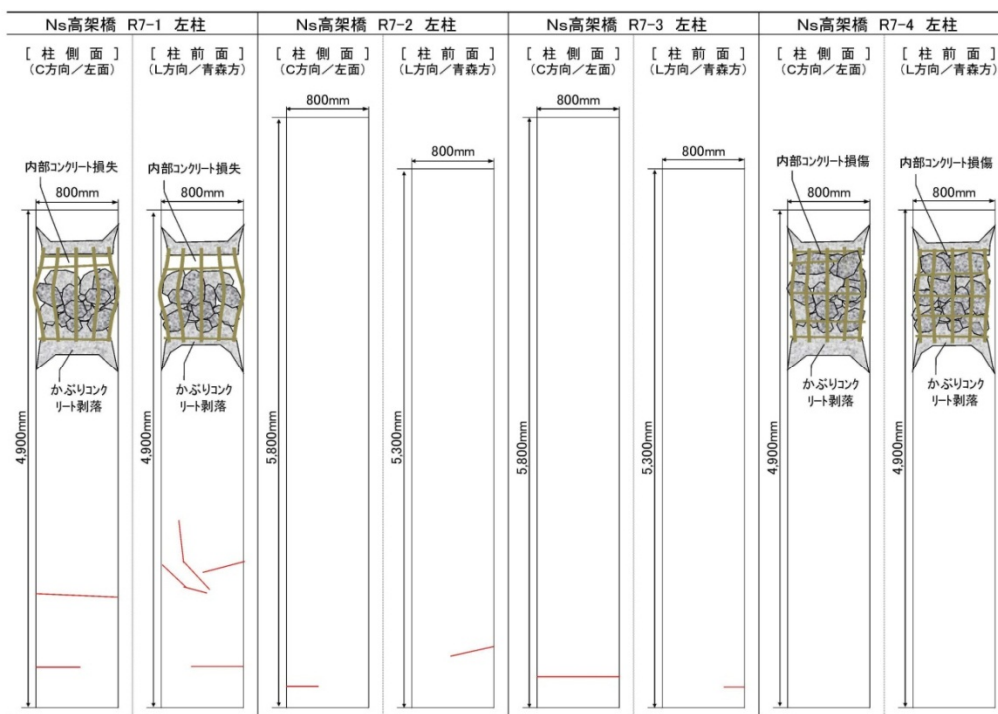 Ns高架橋 R7-1 左柱
[ 柱 側 面 ]
(C方向/左面)
[ 柱 前 面 ]
(L方向/青森方)
内部コンクリート損失
800mm
4,900mm
かぶりコンク
リート剥落
内部コンクリート損失
800mm
4,900mm
かぶりコンク
リート剥落
Ns高架橋 R7-2 左柱
[ 柱 側 面 ]
(C方向/左面)
[ 柱 前 面 ]
(L方向/青森方)
800mm
5,800mm
800mm
5,300mm
Ns高架橋 R7-3 左柱
[ 柱 側 面 ]
(C方向/左面)
[ 柱 前 面 ]
(L方向/青森方)
800mm
5,800mm
800mm
5,300mm
Ns高架橋 R7-4 左柱
[ 柱 側 面 ]
(C方向/左面)
[ 柱 前 面 ]
(L方向/青森方)
内部コンクリート損傷
800mm
4,900mm
かぶりコンク
リート剥落
内部コンクリート損傷
800mm
4,900mm
かぶりコンク
リート剥落